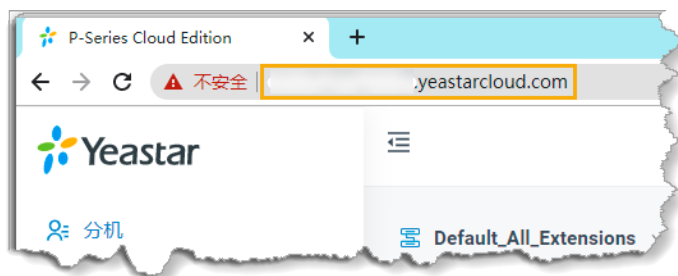 P-Series Cloud Edition
不安全
.yeastarcloud.com
Yeastar
分机
Default_All_Extensions